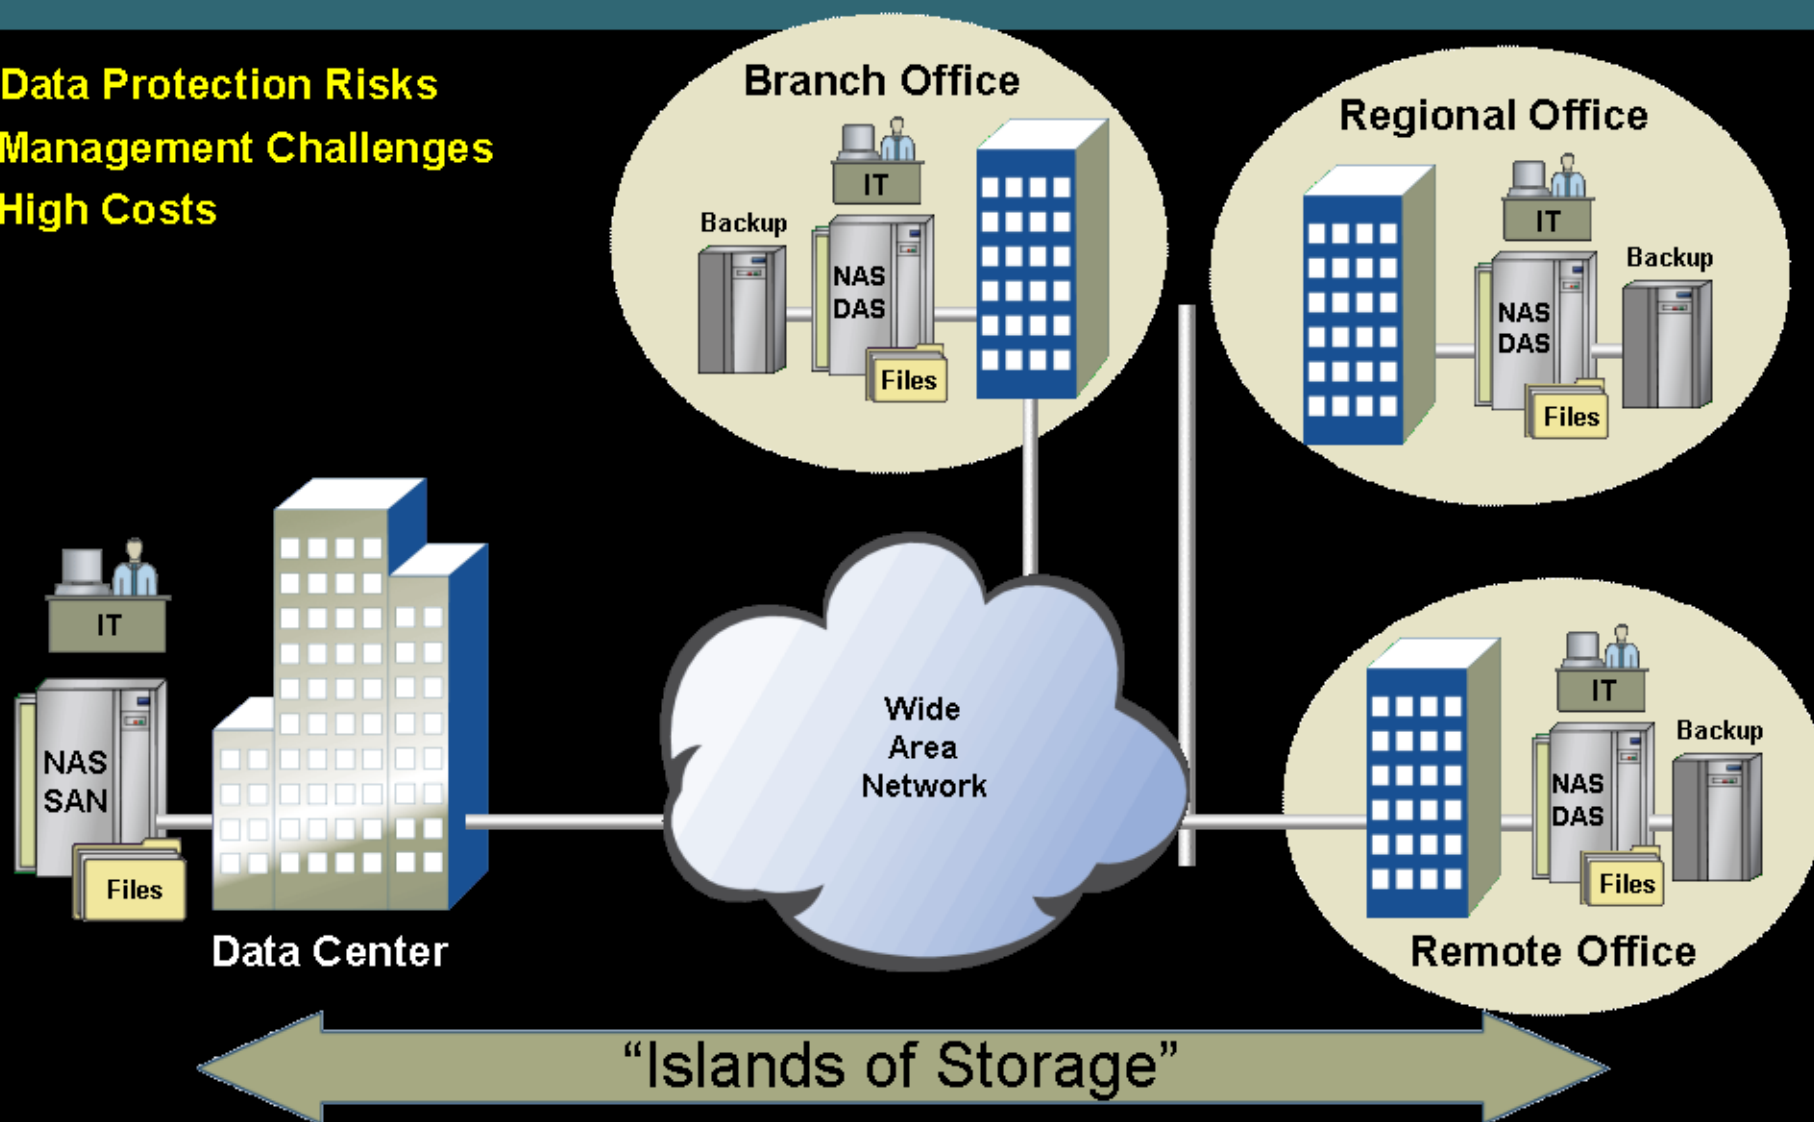 Data Protection Risks
Management Challenges
High Costs
Branch Office
IT
Backup
NAS
DAS
Files
Regional Office
IT
Backup
NAS
DAS
Files
IT
NAS
SAN
Files
Data Center
Wide
Area
Network
IT
Backup
NAS
DAS
Files
Remote Office
“Islands of Storage”